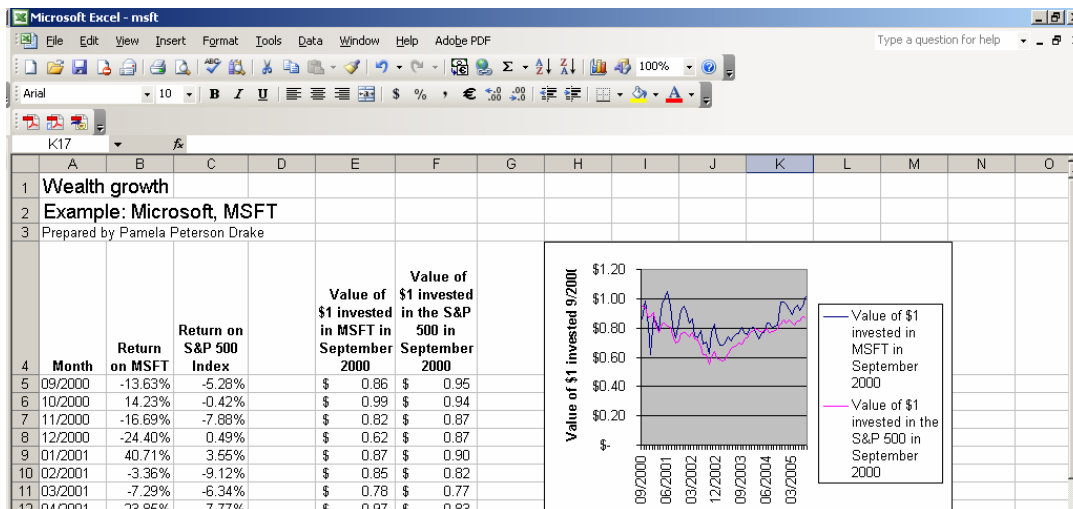 Microsoft Excel - msft
File Edit View Insert Format Tools Data Window Help Adobe PDF Type a question for help
100%
Arial 10 B I U $ % , €
K17 fx
A B C D E F G H I J K L M N O
1 Wealth growth
2 Example: Microsoft, MSFT
3 Prepared by Pamela Peterson Drake
4 Month
Return on MSFT
Return on S&P 500 Index
Value of $1 invested in MSFT in September 2000
Value of $1 invested in the S&P 500 in September 2000
5 09/2000 -13.63% -5.28% $ 0.86 $ 0.95
6 10/2000 14.23% -0.42% $ 0.99 $ 0.94
7 11/2000 -16.69% -7.88% $ 0.82 $ 0.87
8 12/2000 -24.40% 0.49% $ 0.62 $ 0.87
9 01/2001 40.71% 3.55% $ 0.87 $ 0.90
10 02/2001 -3.36% -9.12% $ 0.85 $ 0.82
11 03/2001 -7.29% -6.34% $ 0.78 $ 0.77
Value of $1 invested 9/200(
$1.20
$1.00
$0.80
$0.60
$0.40
$0.20
$-
09/2000
06/2001
03/2002
12/2002
09/2003
06/2004
03/2005
Value of $1
invested in
MSFT in
September
2000
Value of $1
invested in the
S&P 500 in
September
2000